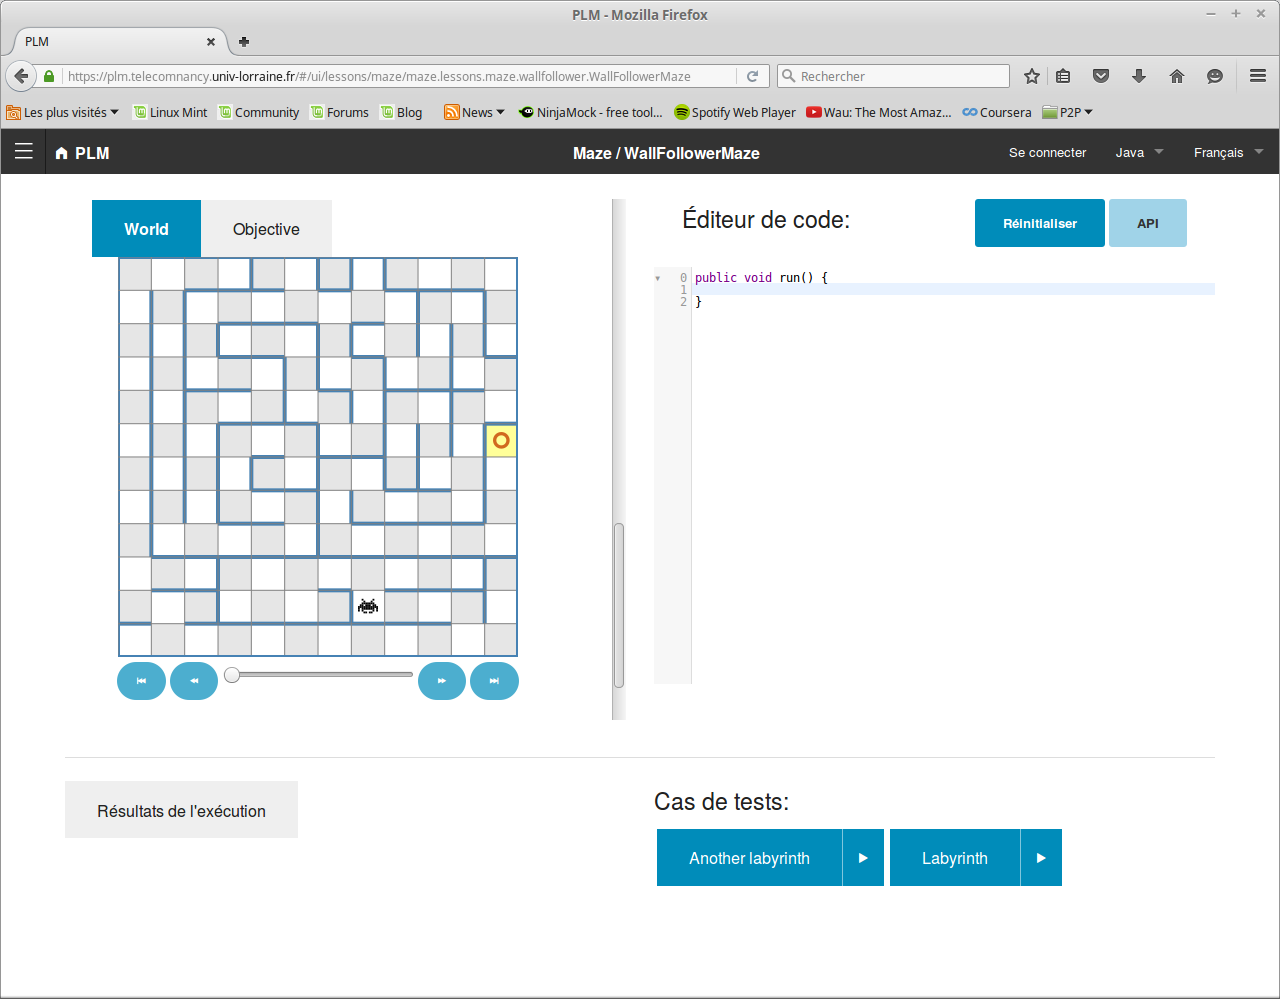 PLM - Mozilla Firefox
PLM
https://plm.telecomnancy.univ-lorraine.fr/#/ui/lessons/maze/maze.lessons.maze.wallfollower.WallFollowerMaze
Rechercher
Les plus visités
Linux Mint
Community
Forums
Blog
News
NinjaMock - free tool...
Spotify Web Player
Wau: The Most Amaz...
Coursera
P2P
PLM
Maze / WallFollowerMaze
Se connecter
Java
Français
World
Objective
Éditeur de code:
Réinitialiser
API
0 public void run() {
1
2 }
Résultats de l'exécution
Cas de tests:
Another labyrinth
Labyrinth